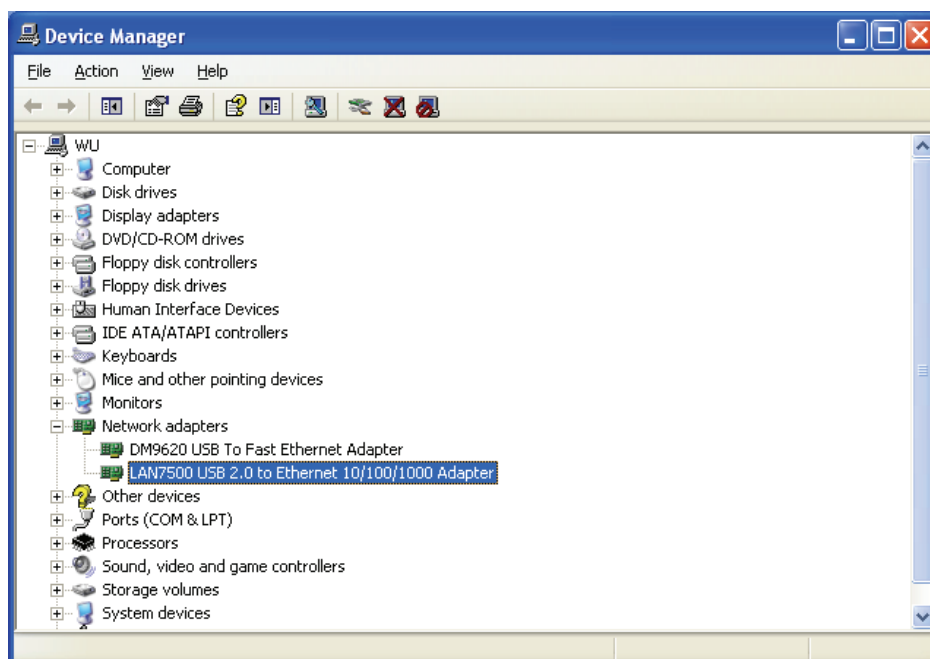 Device Manager
File Action View Help
WU
Computer
Disk drives
Display adapters
DVD/CD-ROM drives
Floppy disk controllers
Floppy disk drives
Human Interface Devices
IDE ATA/ATAPI controllers
Keyboards
Mice and other pointing devices
Monitors
Network adapters
DM9620 USB To Fast Ethernet Adapter
LAN7500 USB 2.0 to Ethernet 10/100/1000 Adapter
Other devices
Ports (COM & LPT)
Processors
Sound, video and game controllers
Storage volumes
System devices